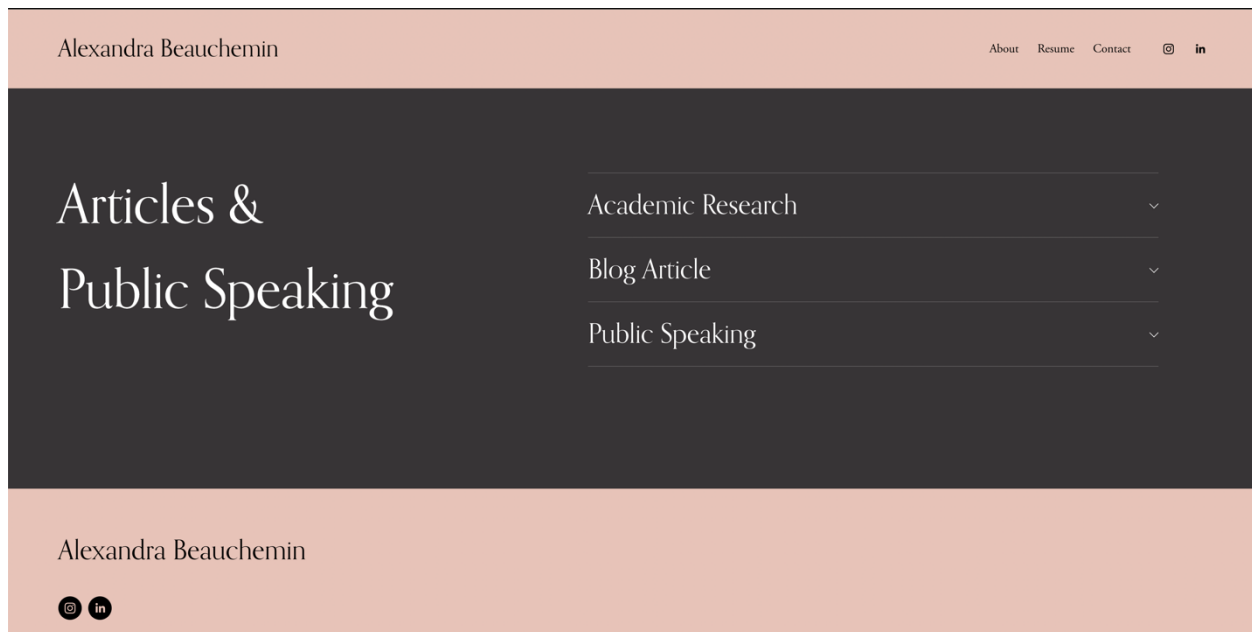 Alexandra Beauchemin
About Resume Contact
Articles &
Public Speaking
Academic Research
Blog Article
Public Speaking
Alexandra Beauchemin